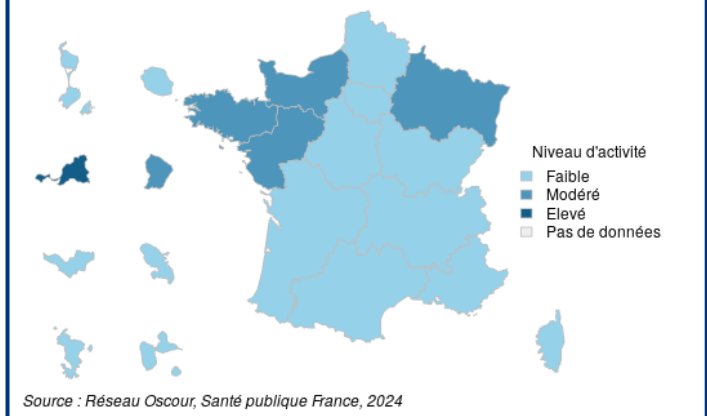 Niveau d'activité
Faible
Modéré
Elevé
Pas de données
Source : Réseau Oscour, Santé publique France, 2024